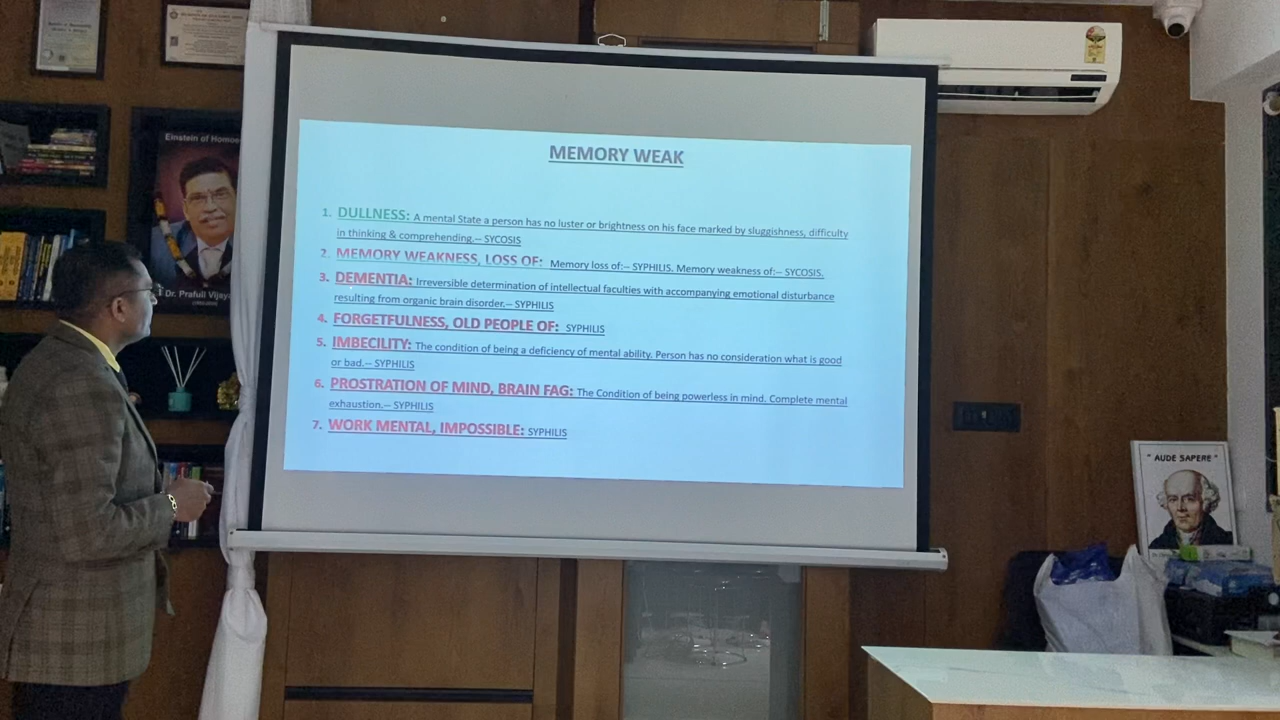 Einstein of Homoe
Dr. Prafull Vijay
MEMORY WEAK
1. DULLNESS: A mental State a person has no luster or brightness on his face marked by sluggishness, difficulty
in thinking & comprehending.-- SYCOSIS
2. MEMORY WEAKNESS, LOSS OF: Memory loss of:-- SYPHILIS. Memory weakness of:-- SYCOSIS.
3. DEMENTIA: Irreversible determination of intellectual faculties with accompanying emotional disturbance
resulting from organic brain disorder.-- SYPHILIS
4. FORGETFULNESS, OLD PEOPLE OF: SYPHILIS
5. IMBECILITY: The condition of being a deficiency of mental ability. Person has no consideration what is good
or bad.-- SYPHILIS
6. PROSTRATION OF MIND, BRAIN FAG: The Condition of being powerless in mind. Complete mental
exhaustion.-- SYPHILIS
7. WORK MENTAL, IMPOSSIBLE: SYPHILIS
" AUDE SAPERE "